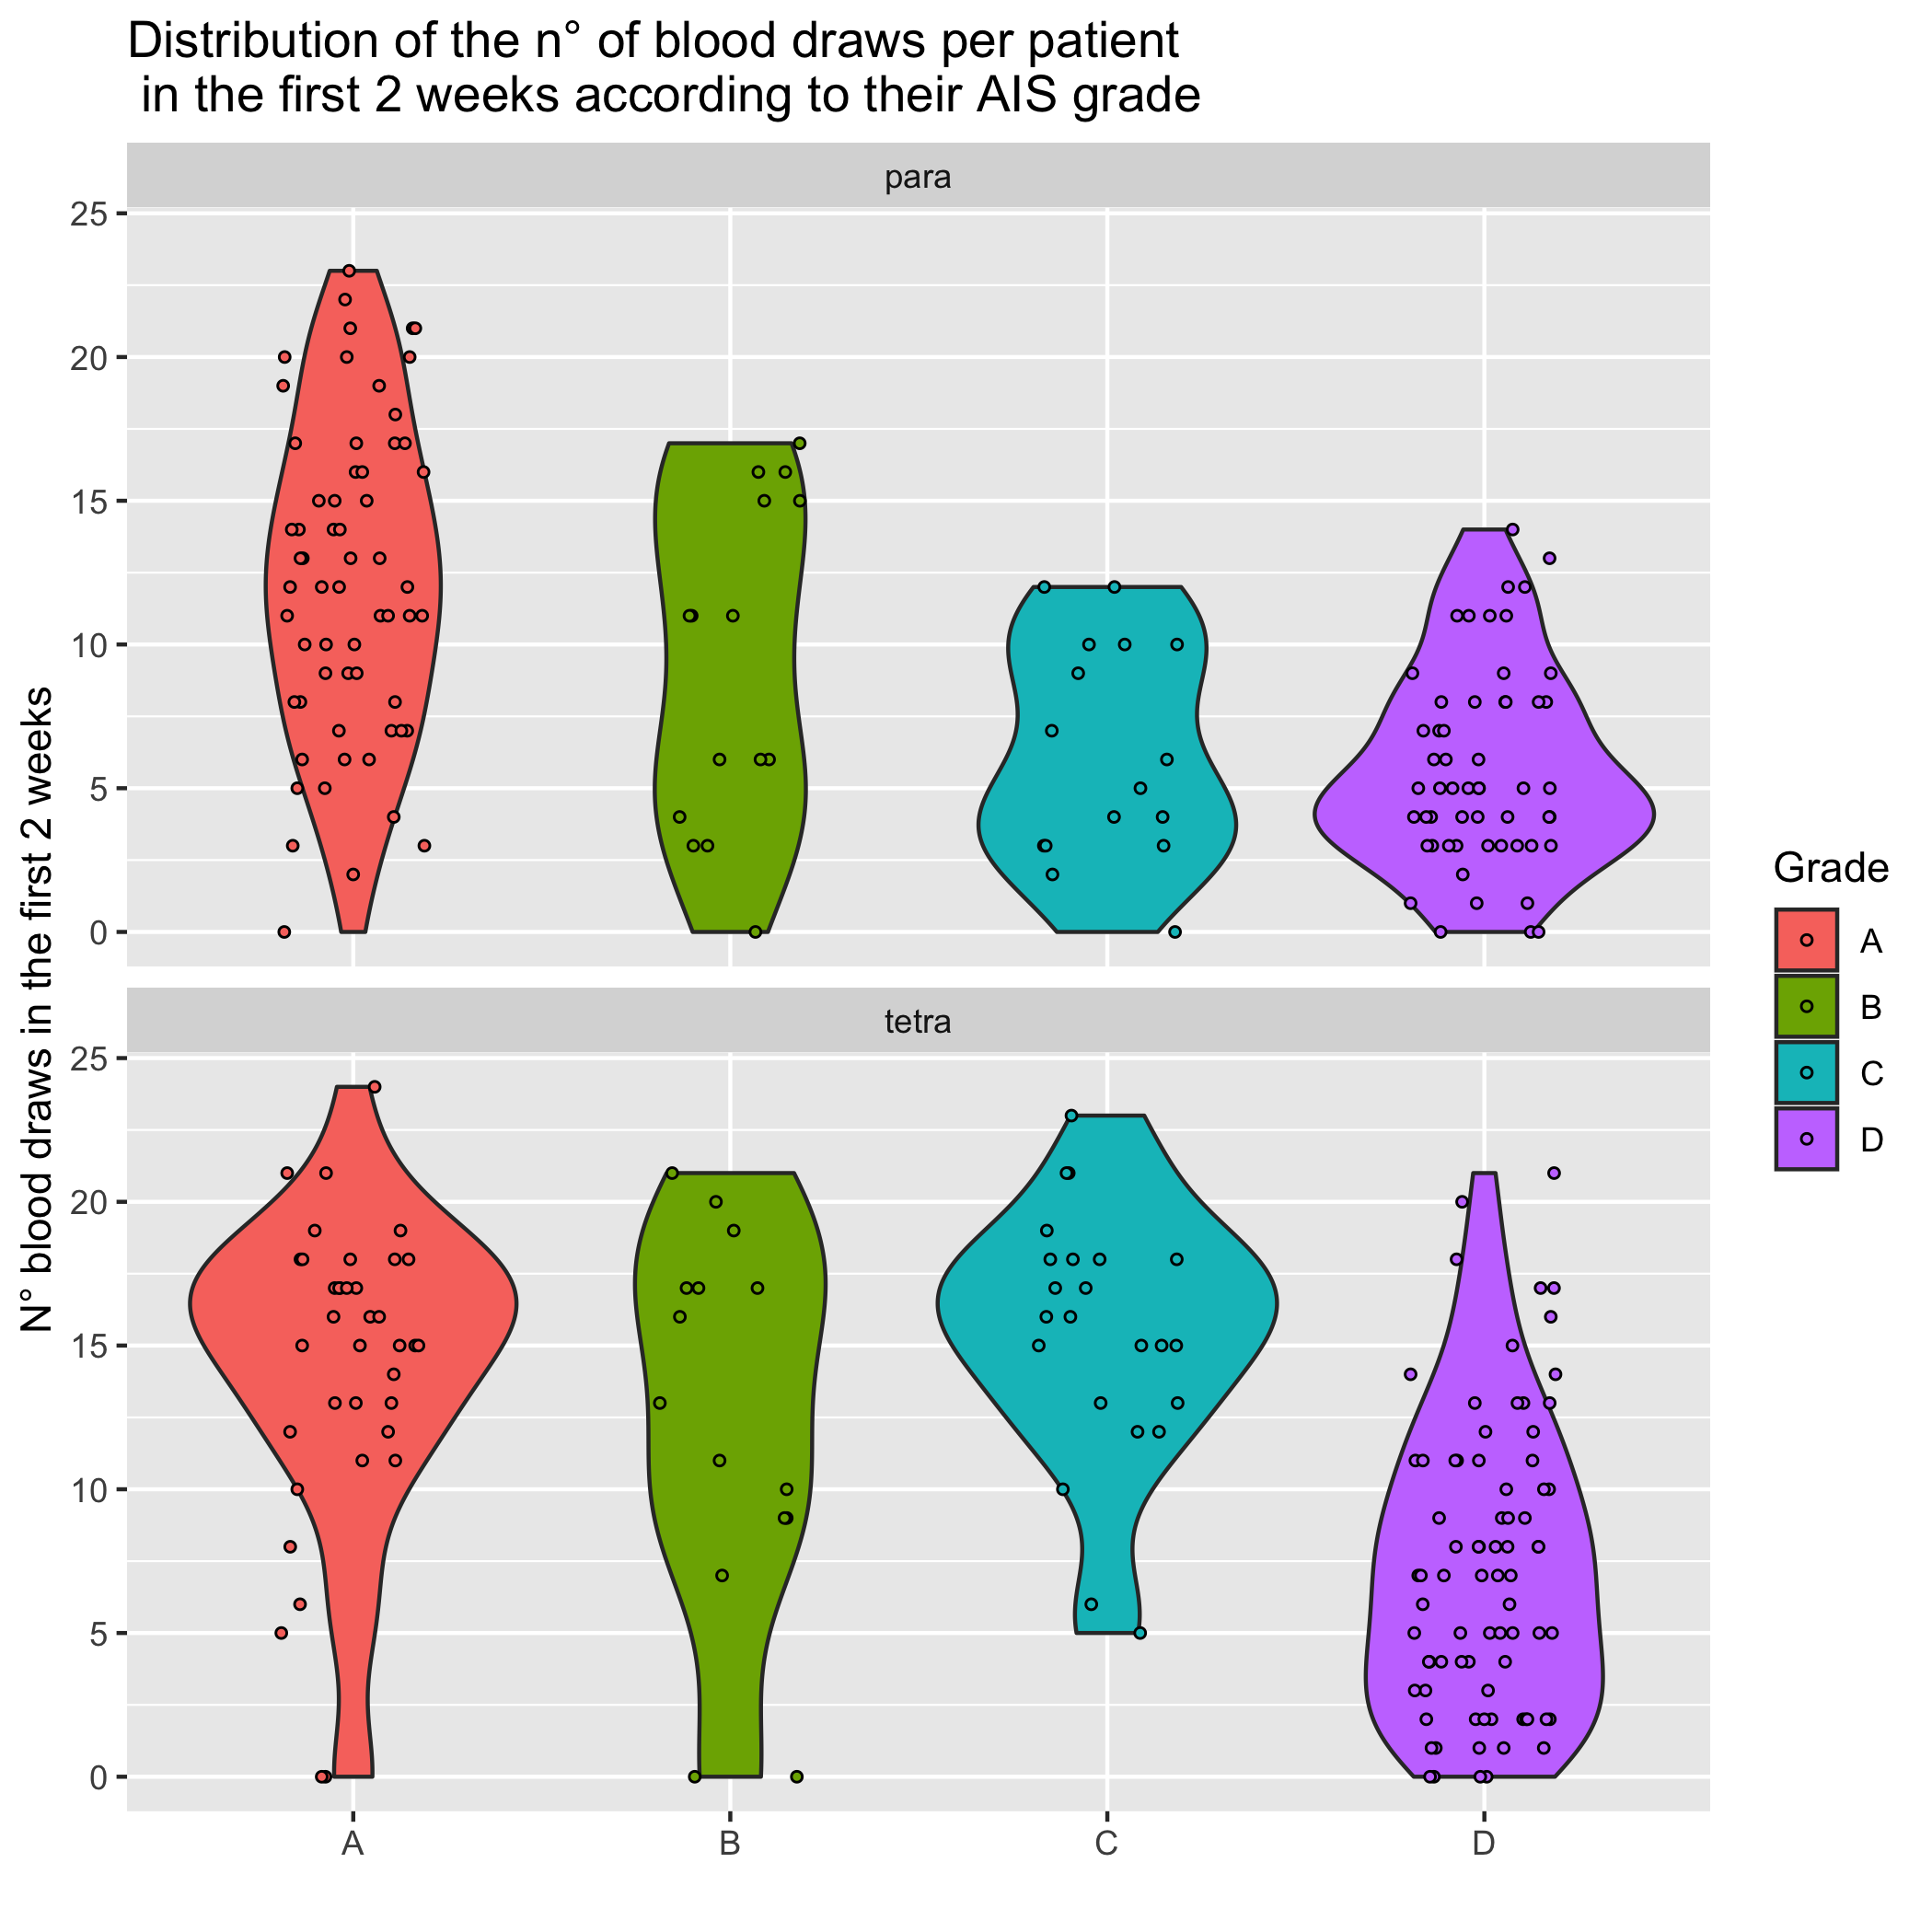 Distribution of the n° of blood draws per patient
in the first 2 weeks according to their AIS grade
para
25
20
15
10
5
0
tetra
25
20
15
10
5
0
N° blood draws in the first 2 weeks
A
B
C
D
Grade
A
B
C
D